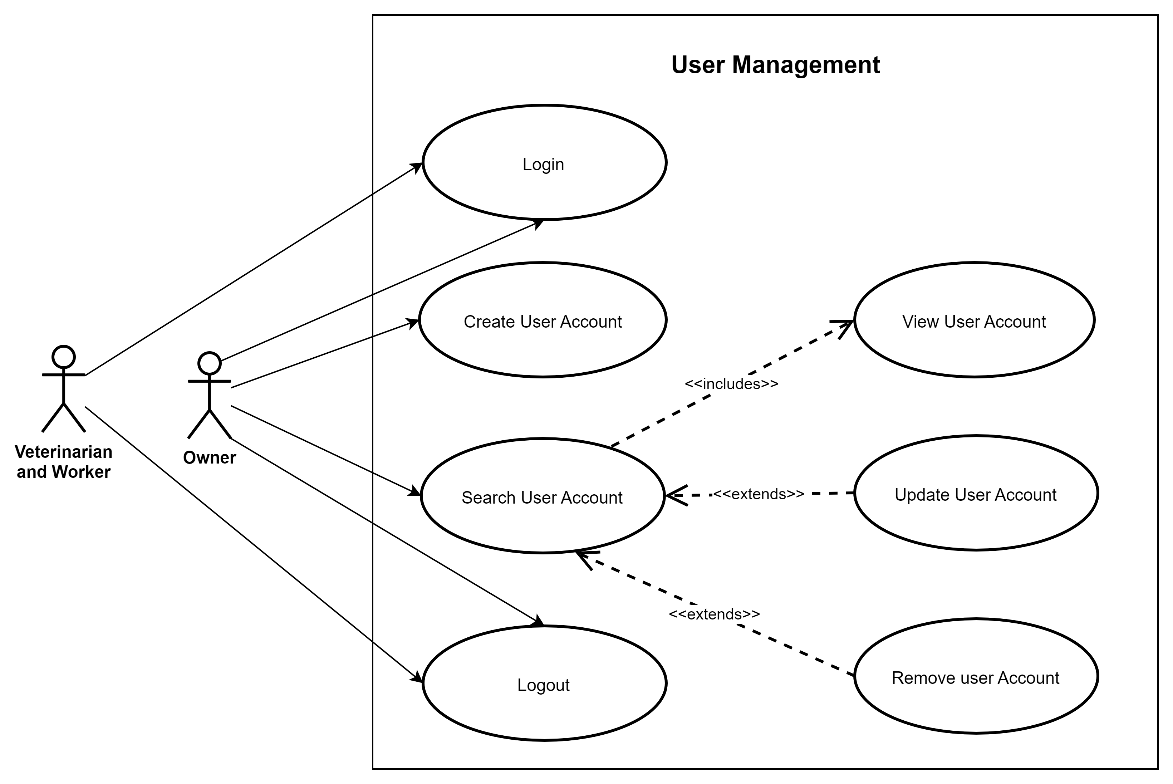 User Management
Login
Create User Account
View User Account
<<includes>>
Veterinarian
and Worker
Owner
Search User Account
<<extends>>
Update User Account
<<extends>>
Remove user Account
Logout